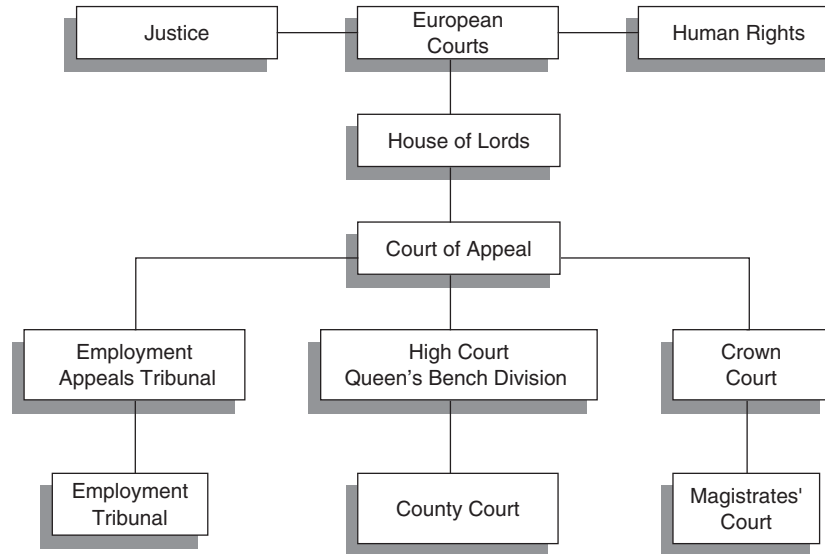 Justice
European
Courts
Human Rights
House of Lords
Court of Appeal
Employment
Appeals Tribunal
High Court
Queen's Bench Division
Crown
Court
Employment
Tribunal
County Court
Magistrates'
Court